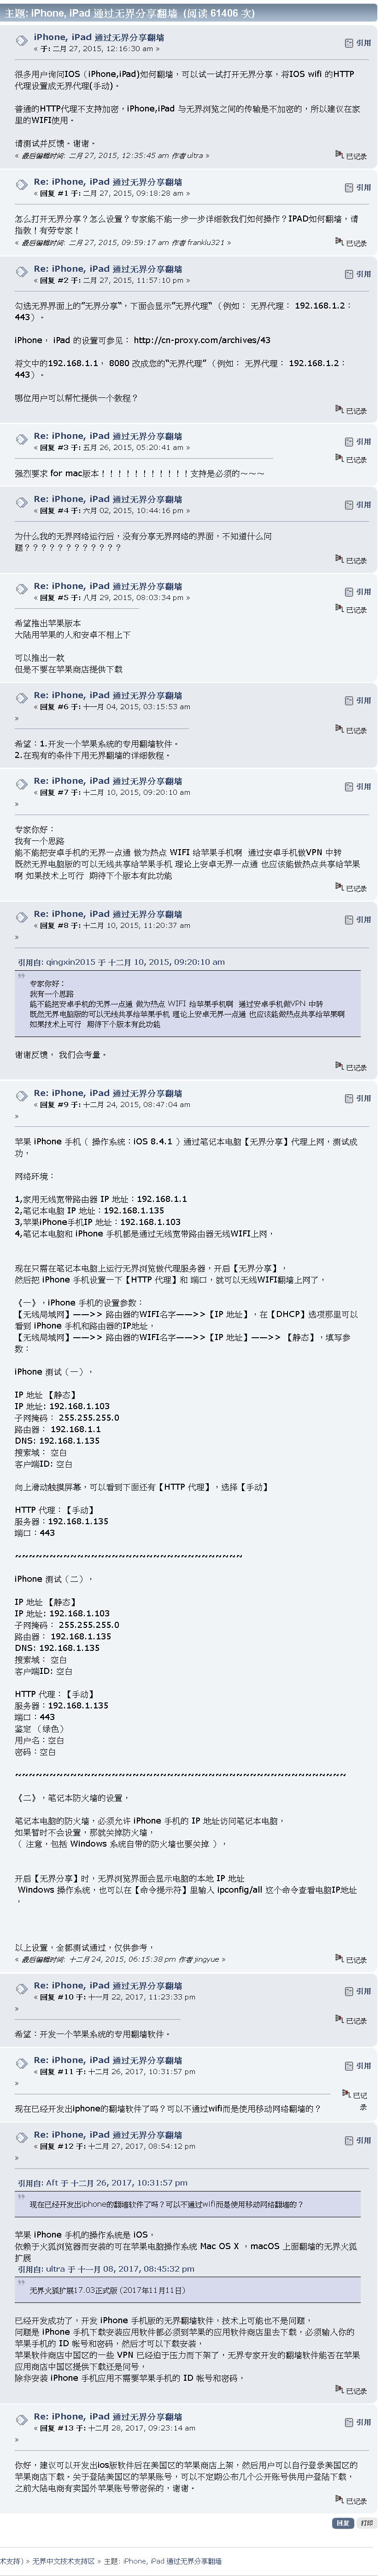 主题: iPhone, iPad 通过无界分享翻墙  (阅读 61406 次)
iPhone, iPad 通过无界分享翻墙
引用
« 于: 二月 27, 2015, 12:16:30 am »
很多用户询问IOS（iPhone,iPad)如何翻墙，可以试一试打开无界分享，将IOS wifi 的HTTP
代理设置成无界代理(手动)。
普通的HTTP代理不支持加密，iPhone,iPad 与无界浏览之间的传输是不加密的，所以建议在家
里的WIFI使用。
请测试并反馈。谢谢。
« 最后编辑时间: 二月 27, 2015, 12:35:45 am 作者 ultra »
已记录
Re: iPhone, iPad 通过无界分享翻墙
引用
« 回复 #1 于: 二月 27, 2015, 09:18:28 am »
怎么打开无界分享？怎么设置？专家能不能一步一步详细教我们如何操作？IPAD如何翻墙，请
指教！有劳专家！
« 最后编辑时间: 二月 27, 2015, 09:59:17 am 作者 franklu321 »
已记录
Re: iPhone, iPad 通过无界分享翻墙
引用
« 回复 #2 于: 二月 27, 2015, 11:57:10 pm »
勾选无界界面上的“无界分享“，下面会显示”无界代理“ （例如： 无界代理： 192.168.1.2：
443）。
iPhone， iPad 的设置可参见： http://cn-proxy.com/archives/43
将文中的192.168.1.1， 8080 改成您的“无界代理” （例如： 无界代理： 192.168.1.2：
443）。
哪位用户可以帮忙提供一个教程？
已记录
Re: iPhone, iPad 通过无界分享翻墙
引用
« 回复 #3 于: 五月 26, 2015, 05:20:41 am »
已记录
强烈要求 for mac版本！！！！！！！！！！！支持是必须的～～～
Re: iPhone, iPad 通过无界分享翻墙
引用
« 回复 #4 于: 六月 02, 2015, 10:44:16 pm »
为什么我的无界网络运行后，没有分享无界网络的界面，不知道什么问
题？？？？？？？？？？？？
已记录
Re: iPhone, iPad 通过无界分享翻墙
引用
« 回复 #5 于: 八月 29, 2015, 08:03:34 pm »
已记录
希望推出苹果版本
大陆用苹果的人和安卓不相上下
可以推出一款
但是不要在苹果商店提供下载
Re: iPhone, iPad 通过无界分享翻墙
引用
« 回复 #6 于: 十一月 04, 2015, 03:15:53 am
»
已记录
希望：1.开发一个苹果系统的专用翻墙软件。
2.在现有的条件下用无界翻墙的详细教程。
Re: iPhone, iPad 通过无界分享翻墙
引用
« 回复 #7 于: 十二月 10, 2015, 09:20:10 am
»
专家你好：
我有一个思路
能不能把安卓手机的无界一点通 做为热点 WIFI 给苹果手机啊  通过安卓手机做VPN 中转
既然无界电脑版的可以无线共享给苹果手机 理论上安卓无界一点通 也应该能做热点共享给苹果
啊 如果技术上可行  期待下个版本有此功能
已记录
Re: iPhone, iPad 通过无界分享翻墙
引用
« 回复 #8 于: 十二月 10, 2015, 11:20:37 am
»
引用自: qingxin2015 于 十二月 10, 2015, 09:20:10 am
专家你好：
我有一个思路
能不能把安卓手机的无界一点通 做为热点 WIFI 给苹果手机啊  通过安卓手机做VPN 中转
既然无界电脑版的可以无线共享给苹果手机 理论上安卓无界一点通 也应该能做热点共享给苹果啊
如果技术上可行  期待下个版本有此功能
谢谢反馈， 我们会考量。
已记录
Re: iPhone, iPad 通过无界分享翻墙
引用
« 回复 #9 于: 十二月 24, 2015, 08:47:04 am
»
苹果 iPhone 手机（ 操作系统：iOS 8.4.1 ）通过笔记本电脑【无界分享】代理上网，测试成
功，
网络环境：
1,家用无线宽带路由器 IP 地址：192.168.1.1
2,笔记本电脑 IP 地址：192.168.1.135
3,苹果iPhone手机IP 地址：192.168.1.103
4,笔记本电脑和 iPhone 手机都是通过无线宽带路由器无线WIFI上网，
现在只需在笔记本电脑上运行无界浏览做代理服务器，开启【无界分享】，
然后把 iPhone 手机设置一下【HTTP 代理】和 端口，就可以无线WIFI翻墙上网了，
《一》，iPhone 手机的设置参数：
【无线局域网】——>> 路由器的WIFI名字——>>【IP 地址】，在【DHCP】选项那里可以
看到 iPhone 手机和路由器的IP地址，
【无线局域网】——>> 路由器的WIFI名字——>>【IP 地址】——>> 【静态】，填写参
数：
iPhone 测试（一），
IP 地址 【静态】
IP 地址: 192.168.1.103
子网掩码： 255.255.255.0
路由器： 192.168.1.1
DNS: 192.168.1.135
搜索域： 空白
客户端ID: 空白
向上滑动触摸屏幕，可以看到下面还有【HTTP 代理】，选择【手动】
HTTP 代理：【手动】
服务器：192.168.1.135
端口：443
~~~~~~~~~~~~~~~~~~~~~~~~~~~~~~~~~
iPhone 测试（二），
IP 地址 【静态】
IP 地址: 192.168.1.103
子网掩码： 255.255.255.0
路由器： 192.168.1.135
DNS: 192.168.1.135
搜索域： 空白
客户端ID: 空白
HTTP 代理：【手动】
服务器：192.168.1.135
端口：443
鉴定 （绿色）
用户名：空白
密码：空白
~~~~~~~~~~~~~~~~~~~~~~~~~~~~~~~~~~~~~~~~~~~~~~~~
《二》，笔记本防火墙的设置，
笔记本电脑的防火墙，必须允许 iPhone 手机的 IP 地址访问笔记本电脑，
如果暂时不会设置，那就关掉防火墙，
（ 注意，包括 Windows 系统自带的防火墙也要关掉 ），
开启【无界分享】时，无界浏览界面会显示电脑的本地 IP 地址
Windows 操作系统，也可以在【命令提示符】里输入 ipconfig/all 这个命令查看电脑IP地址
，
以上设置，全都测试通过，仅供参考，
« 最后编辑时间: 十二月 24, 2015, 06:15:38 pm 作者 jingyue »
已记录
Re: iPhone, iPad 通过无界分享翻墙
引用
« 回复 #10 于: 十一月 22, 2017, 11:23:33 pm
»
已记录
希望：开发一个苹果系统的专用翻墙软件。
Re: iPhone, iPad 通过无界分享翻墙
引用
« 回复 #11 于: 十二月 26, 2017, 10:31:57 pm
»
已记录
现在已经开发出iphone的翻墙软件了吗？可以不通过wifi而是使用移动网络翻墙的？
Re: iPhone, iPad 通过无界分享翻墙
引用
« 回复 #12 于: 十二月 27, 2017, 08:54:12 pm
»
引用自: Aft 于 十二月 26, 2017, 10:31:57 pm
现在已经开发出iphone的翻墙软件了吗？可以不通过wifi而是使用移动网络翻墙的？
苹果 iPhone 手机的操作系统是 iOS，
依赖于火狐浏览器而安装的可在苹果电脑操作系统 Mac OS X ，macOS 上面翻墙的无界火狐
扩展
引用自: ultra 于 十一月 08, 2017, 08:45:32 pm
无界火狐扩展17.03正式版 (2017年11月11日）
已经开发成功了，开发 iPhone 手机版的无界翻墙软件，技术上可能也不是问题，
问题是 iPhone 手机下载安装应用软件都必须到苹果的应用软件商店里去下载，必须输入你的
苹果手机的 ID 帐号和密码，然后才可以下载安装，
苹果软件商店中国区的一些 VPN 已经迫于压力而下架了，无界专家开发的翻墙软件能否在苹果
应用商店中国区提供下载还是问号，
除非安装 iPhone 手机应用不需要苹果手机的 ID 帐号和密码，
已记录
Re: iPhone, iPad 通过无界分享翻墙
引用
« 回复 #13 于: 十二月 28, 2017, 09:23:14 am
»
你好，建议可以开发出ios版软件后在美国区的苹果商店上架，然后用户可以自行登录美国区的
苹果商店下载。关于登陆美国区的苹果账号，可以不定期公布几个公开账号供用户登陆下载，
之前大陆电商有卖国外苹果账号带密保的，谢谢。
已记录
回复
打印
术支持) » 无界中文技术支持区 » 主题: iPhone, iPad 通过无界分享翻墙